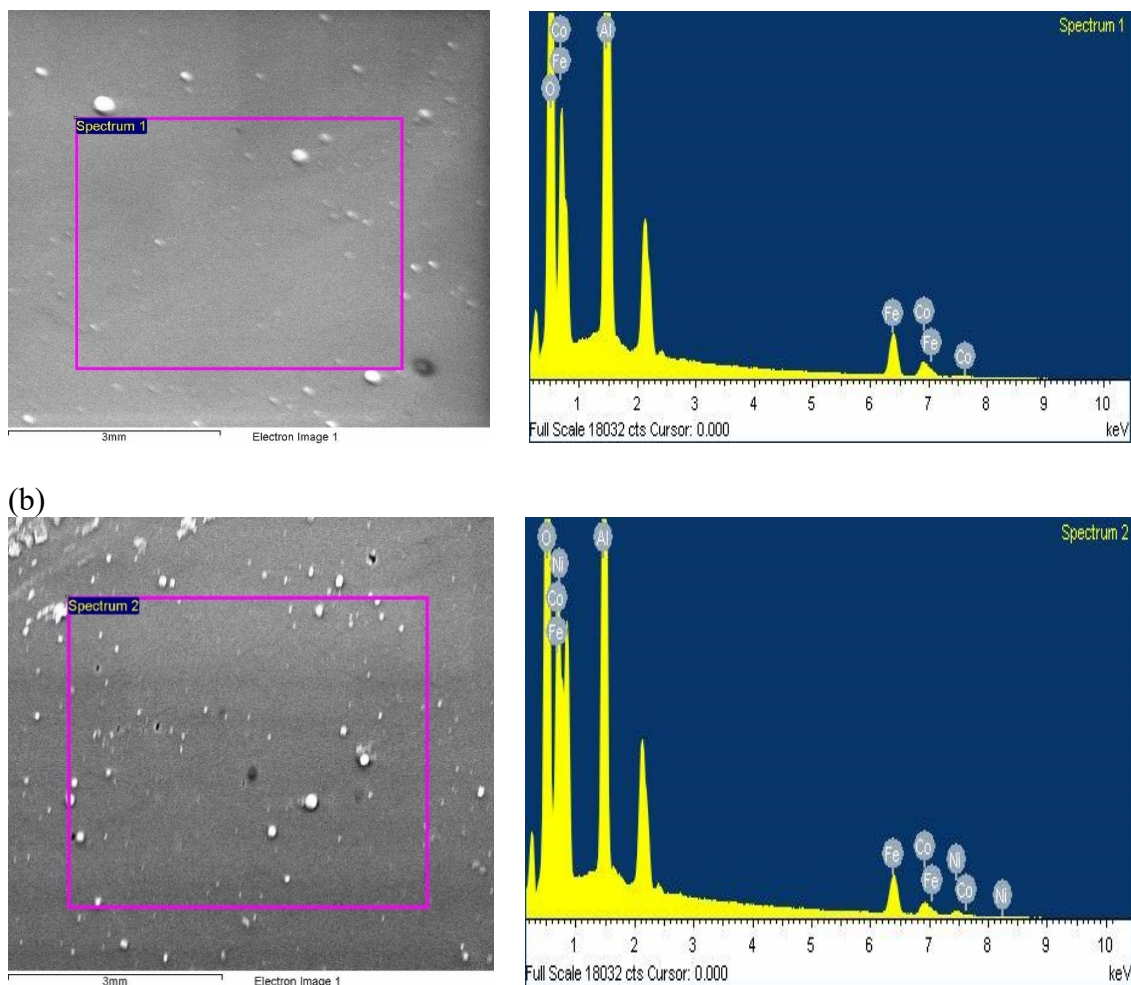 Spectrum 1
3mm
Electron Image 1
Spectrum 1
Co
Al
Fe
O
Fe
Co
Fe
Co
1 2 3 4 5 6 7 8 9 10
Full Scale 18032 cts Cursor: 0.000 keV
(b)
Spectrum 2
3mm
Electron Image 1
Spectrum 2
O
Al
Ni
Co
Fe
Fe
Co
Ni
Fe
Co
Ni
1 2 3 4 5 6 7 8 9 10
Full Scale 18032 cts Cursor: 0.000 keV